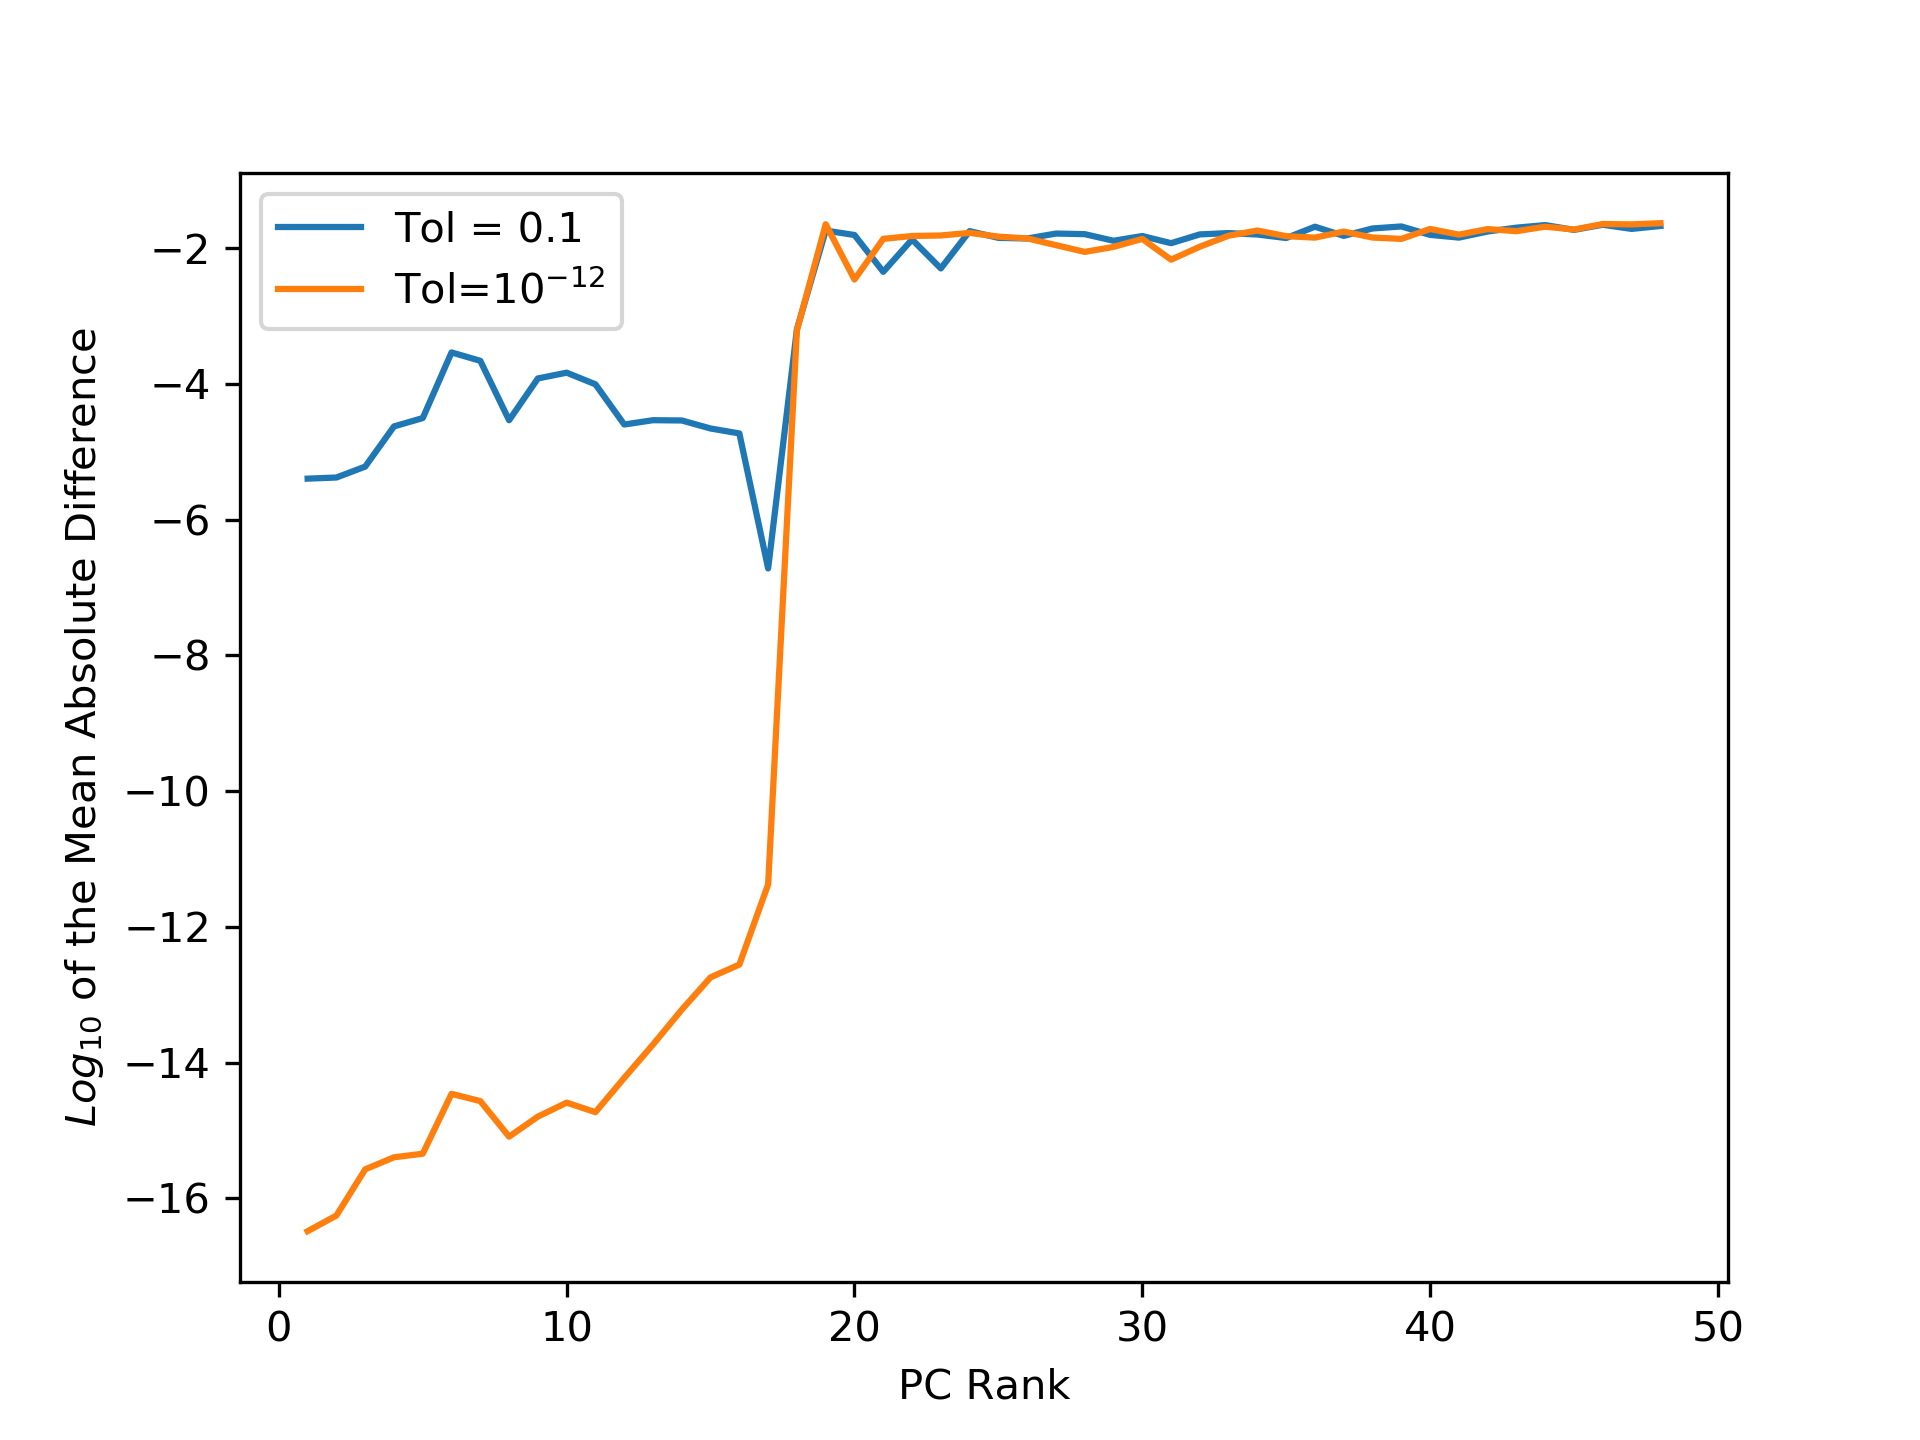 Tol = 0.1
Tol=10⁻¹²
−2
−4
−6
−8
−10
−12
−14
−16
Log₁₀ of the Mean Absolute Difference
0 10 20 30 40 50
PC Rank